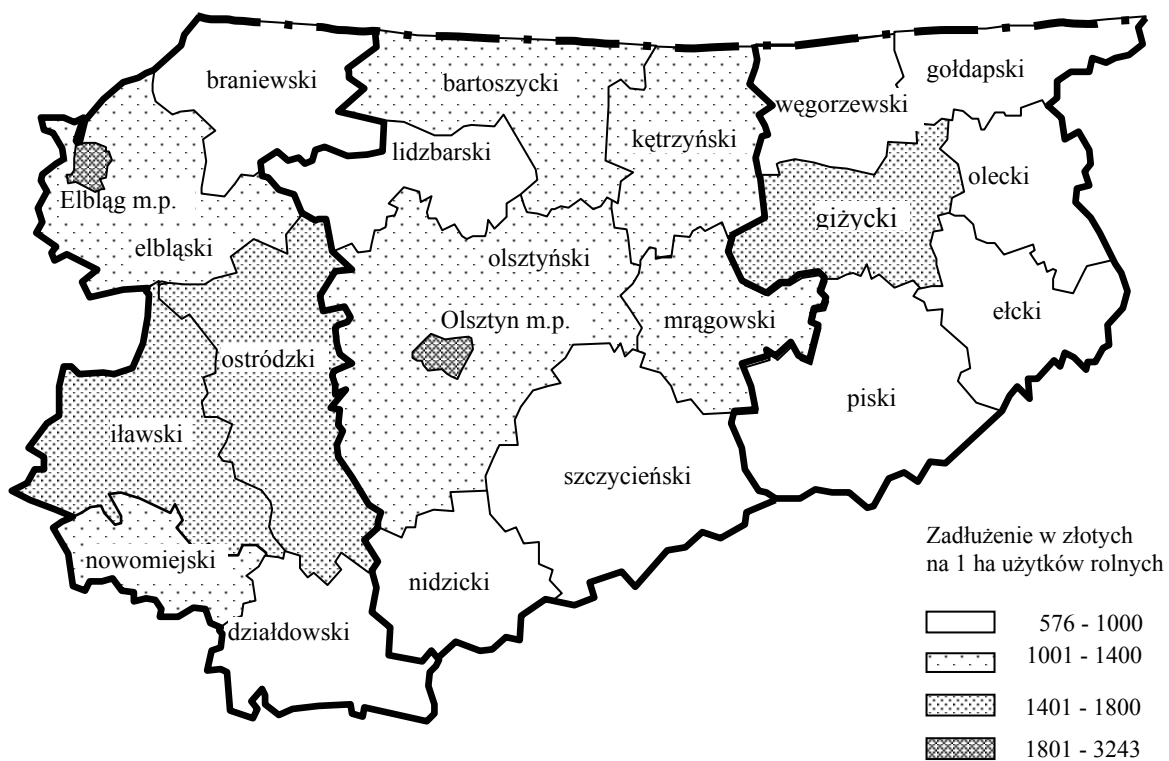 braniewski
bartoszycki
gołdapski
węgorzewski
kętrzyński
lidzbarski
olecki
Elbląg m.p.
giżycki
elbląski
olsztyński
Olsztyn m.p.
mrągowski
ełcki
ostródzki
piski
iławski
szczycieński
nowomiejski
nidzicki
działdowski
Zadłużenie w złotych
na 1 ha użytków rolnych
576 - 1000
1001 - 1400
1401 - 1800
1801 - 3243